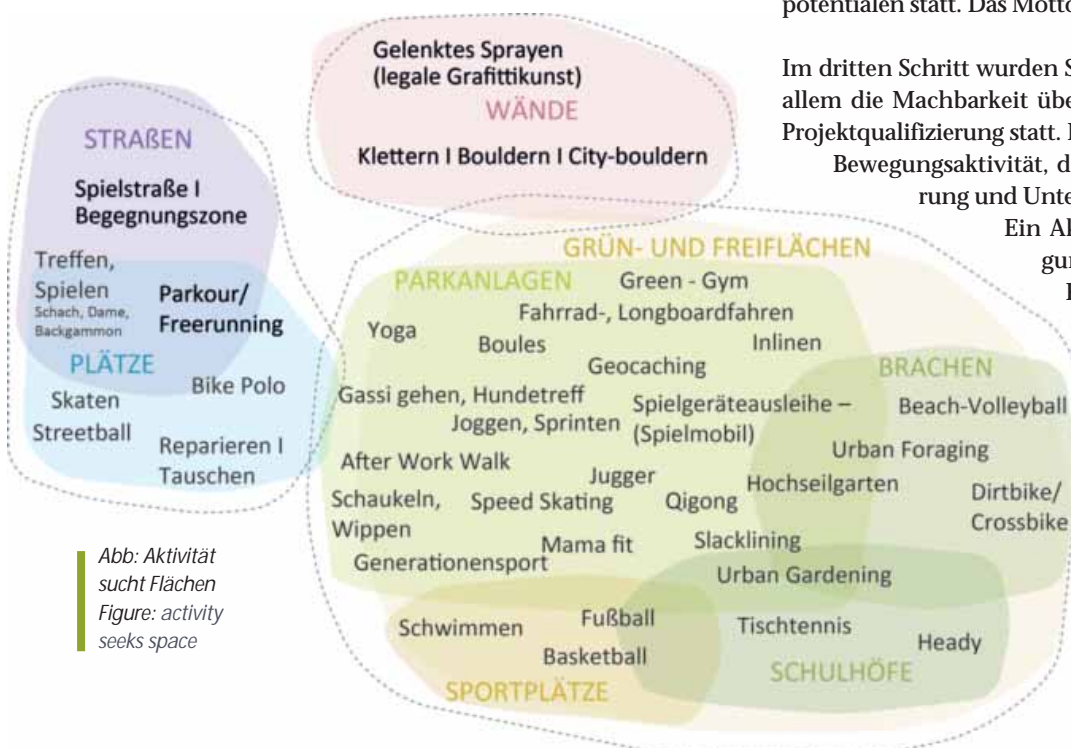 potentialen statt. Das Motto
Im dritten Schritt wurden S
allem die Machbarkeit übe
Projektqualifizierung statt.
Bewegungsaktivität, d
rung und Unte
Ein Ak
gur
Gelenktes Sprayen
(legale Grafittikunst)
WÄNDE
Klettern I Bouldern I City-bouldern
STRAßEN
Spielstraße I
Begegnungszone
Treffen,
Spielen
Schach, Dame,
Backgammon
Parkour/
Freerunning
PLÄTZE
Bike Polo
Skaten
Streetball
Reparieren I
Tauschen
GRÜN- UND FREIFLÄCHEN
PARKANLAGEN
Green - Gym
Fahrrad-, Longboardfahren
Yoga
Boules
Inlinen
Geocaching
BRACHEN
Gassi gehen, Hundetreff
Spielgeräteausleihe –
(Spielmobil)
Beach-Volleyball
Joggen, Sprinten
Urban Foraging
After Work Walk
Jugger
Hochseilgarten
Dirtbike/
Crossbike
Schaukeln,
Wippen
Speed Skating
Qigong
Mama fit
Slacklining
Generationensport
Urban Gardening
Schwimmen
Fußball
Tischtennis
Heady
Basketball
SCHULHÖFE
SPORTPLÄTZE
Abb: Aktivität
sucht Flächen
Figure: activity
seeks space